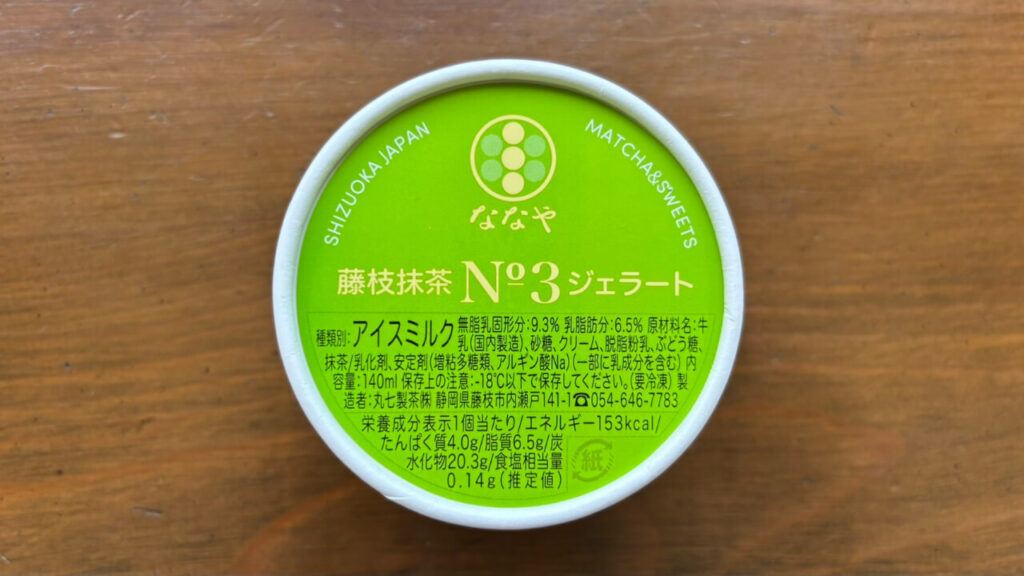 SHIZUOKA JAPAN
MATCHA&SWEETS
ななや
藤枝抹茶 Nº3 ジェラート
種類別:アイスミルク 無脂乳固形分:9.3% 乳脂肪分:6.5% 原材料名:牛
乳(国内製造)、砂糖、クリーム、脱脂粉乳、ぶどう糖、
抹茶/乳化剤、安定剤(増粘多糖類、アルギン酸Na)(一部に乳成分を含む) 内
容量:140ml 保存上の注意:-18℃以下で保存してください。(要冷凍) 製
造者:丸七製茶㈱ 静岡県藤枝市内瀬戸141-1☎054-646-7783
栄養成分表示1個当たり/エネルギー153kcal/
たんぱく質4.0g/脂質6.5g/炭
水化物20.3g/食塩相当量
0.14g(推定値)
紙